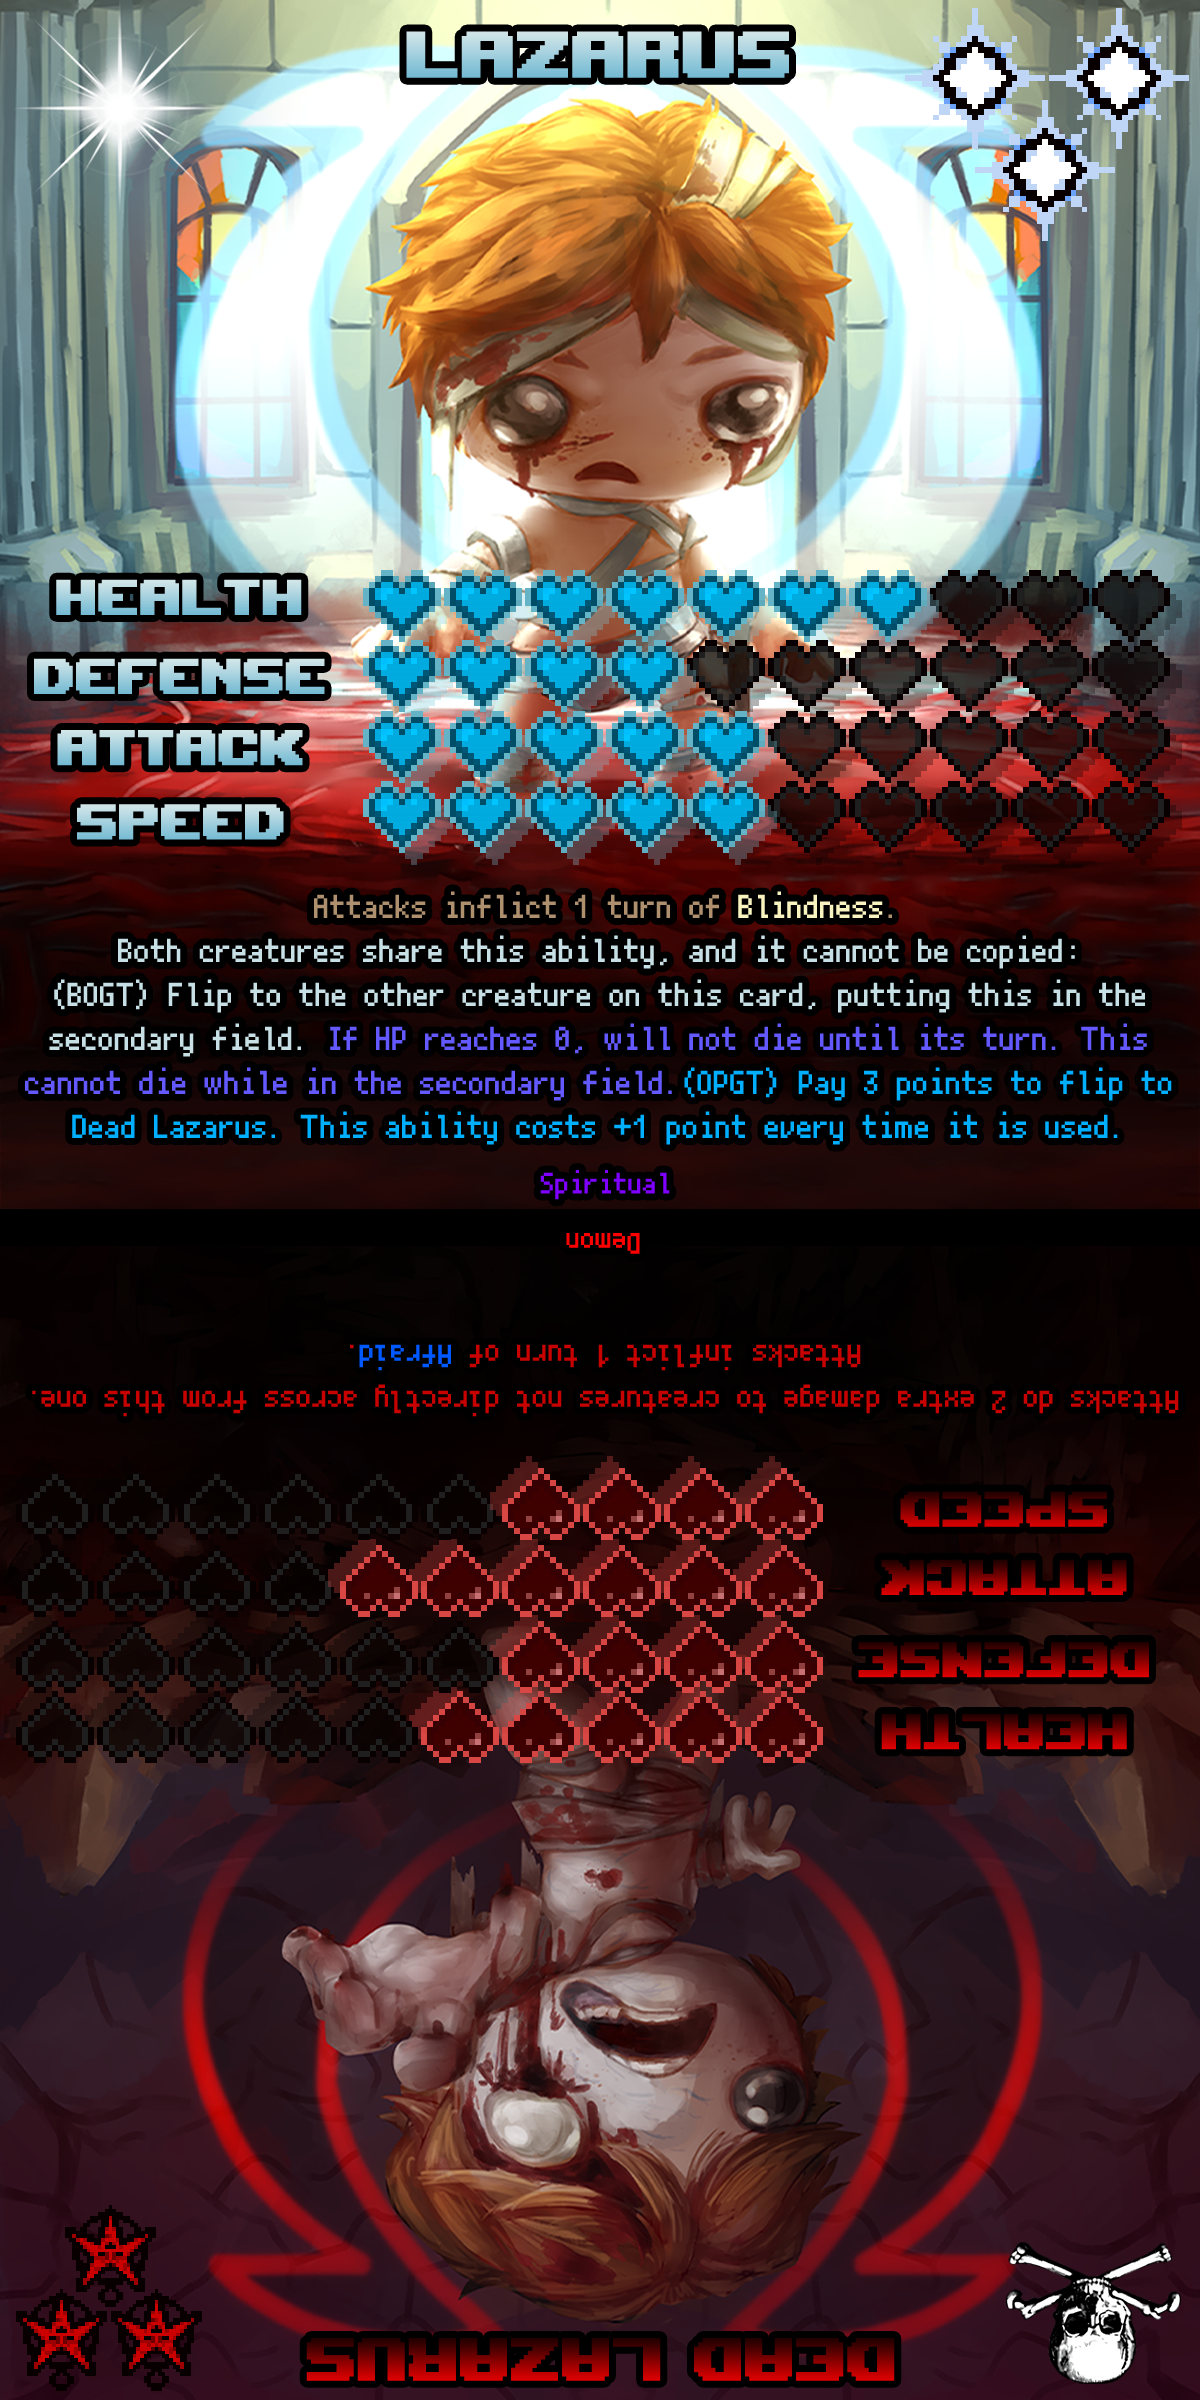 LAZARUS
HEALTH
DEFENSE
ATTACK
SPEED
Attacks inflict 1 turn of Blindness.
Both creatures share this ability, and it cannot be copied:
(BOGT) Flip to the other creature on this card, putting this in the
secondary field. If HP reaches 0, will not die until its turn. This
cannot die while in the secondary field.(OPGT) Pay 3 points to flip to
Dead Lazarus. This ability costs +1 point every time it is used.
Spiritual
DEAD LAZARUS
HEALTH
DEFENSE
ATTACK
SPEED
Attacks do 2 extra damage to creatures not directly across from this one.
Attacks inflict 1 turn of Afraid.
Demon